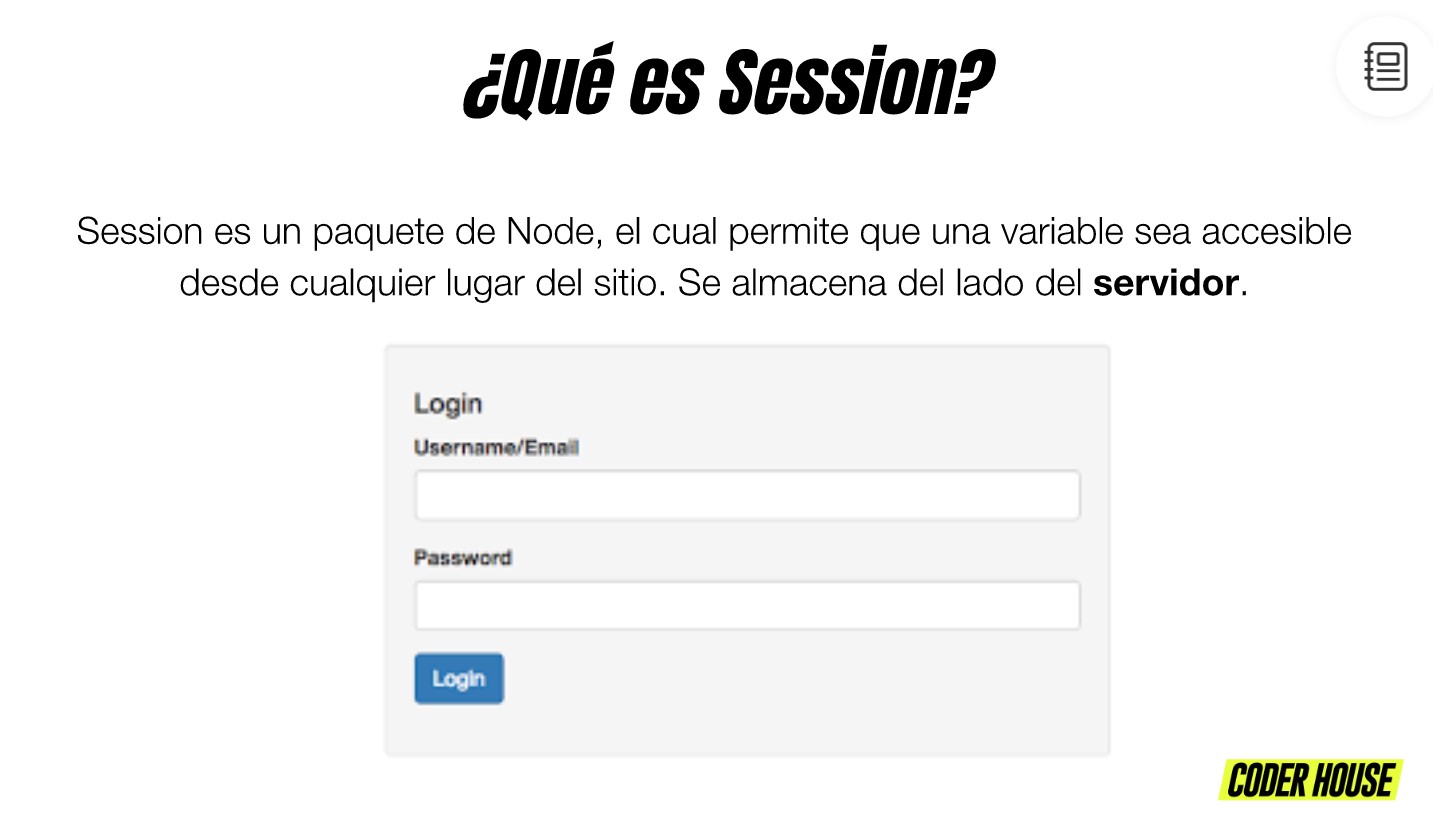 ¿Qué es Session?
Session es un paquete de Node, el cual permite que una variable sea accesible
desde cualquier lugar del sitio. Se almacena del lado del servidor.
Login
Username/Email
Password
Login
CODER HOUSE